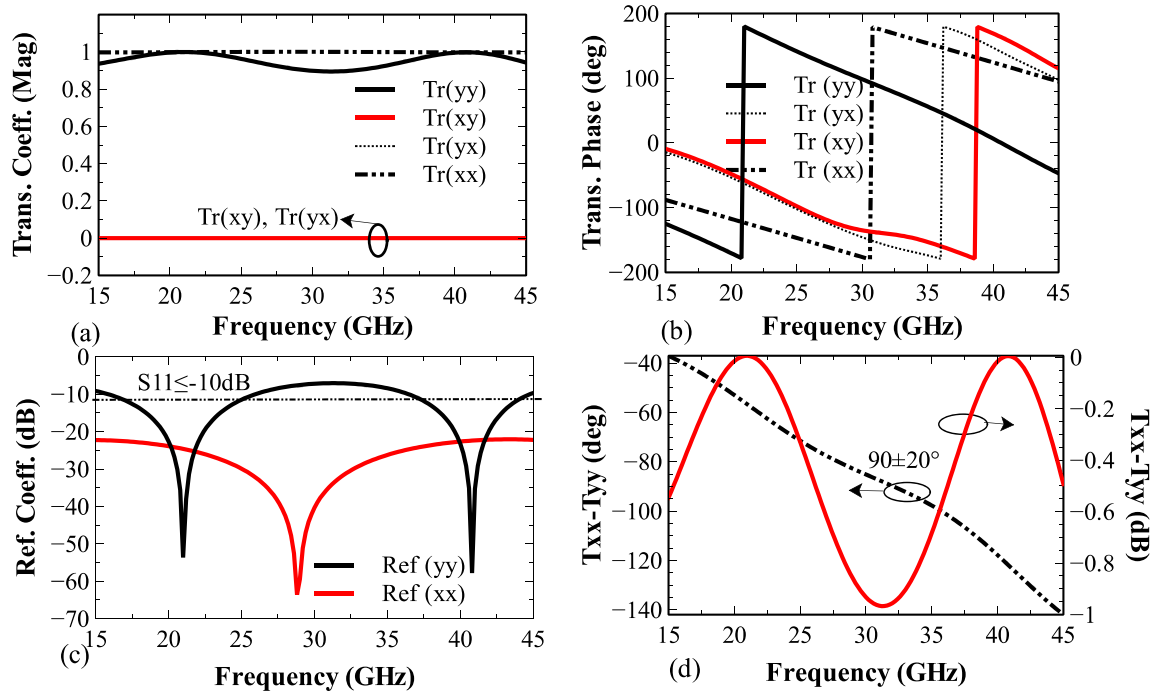 Trans. Coeff. (Mag)
1.2
1
0.8
0.6
0.4
0.2
0
−0.2
Tr(yy)
Tr(xy)
Tr(yx)
Tr(xx)
Tr(xy), Tr(yx)
15 20 25 30 35 40 45
Frequency (GHz)
(a)
Trans. Phase (deg)
200
100
0
−100
−200
Tr (yy)
Tr (yx)
Tr (xy)
Tr (xx)
15 20 25 30 35 40 45
Frequency (GHz)
(b)
Ref. Coeff. (dB)
0
−10
−20
−30
−40
−50
−60
−70
S11≤-10dB
Ref (yy)
Ref (xx)
15 20 25 30 35 40 45
Frequency (GHz)
(c)
Txx-Tyy (deg)
−40
−60
−80
−100
−120
−140
90±20°
0
−0.2
−0.4
−0.6
−0.8
−1
Txx-Tyy (dB)
15 20 25 30 35 40 45
Frequency (GHz)
(d)